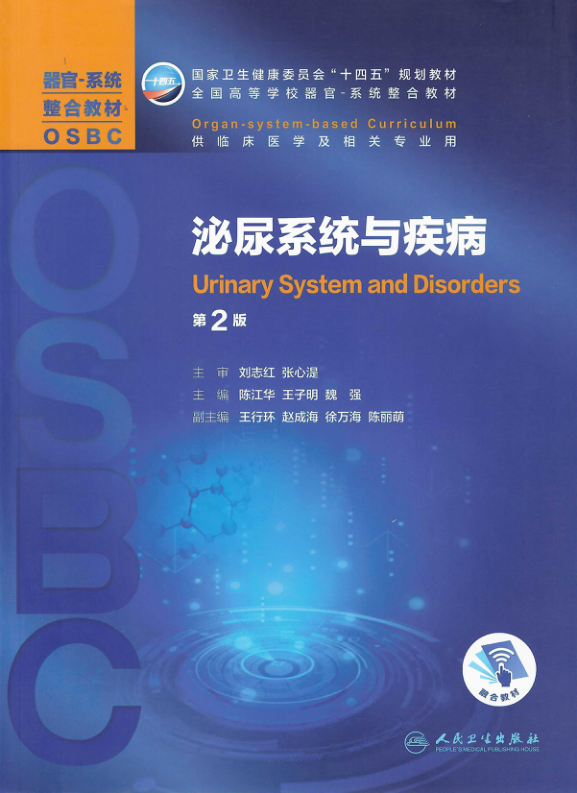 器官-系统
整合教材
OSBC
十四五
国家卫生健康委员会“十四五”规划教材
全国高等学校器官-系统整合教材
Organ-system-based Curriculum
供临床医学及相关专业用
OSBC
泌尿系统与疾病
Urinary System and Disorders
第2版
主 审 刘志红 张心湜
主 编 陈江华 王子明 魏 强
副主编 王行环 赵成海 徐万海 陈丽萌
融合教材
人民卫生出版社
PEOPLE'S MEDICAL PUBLISHING HOUSE